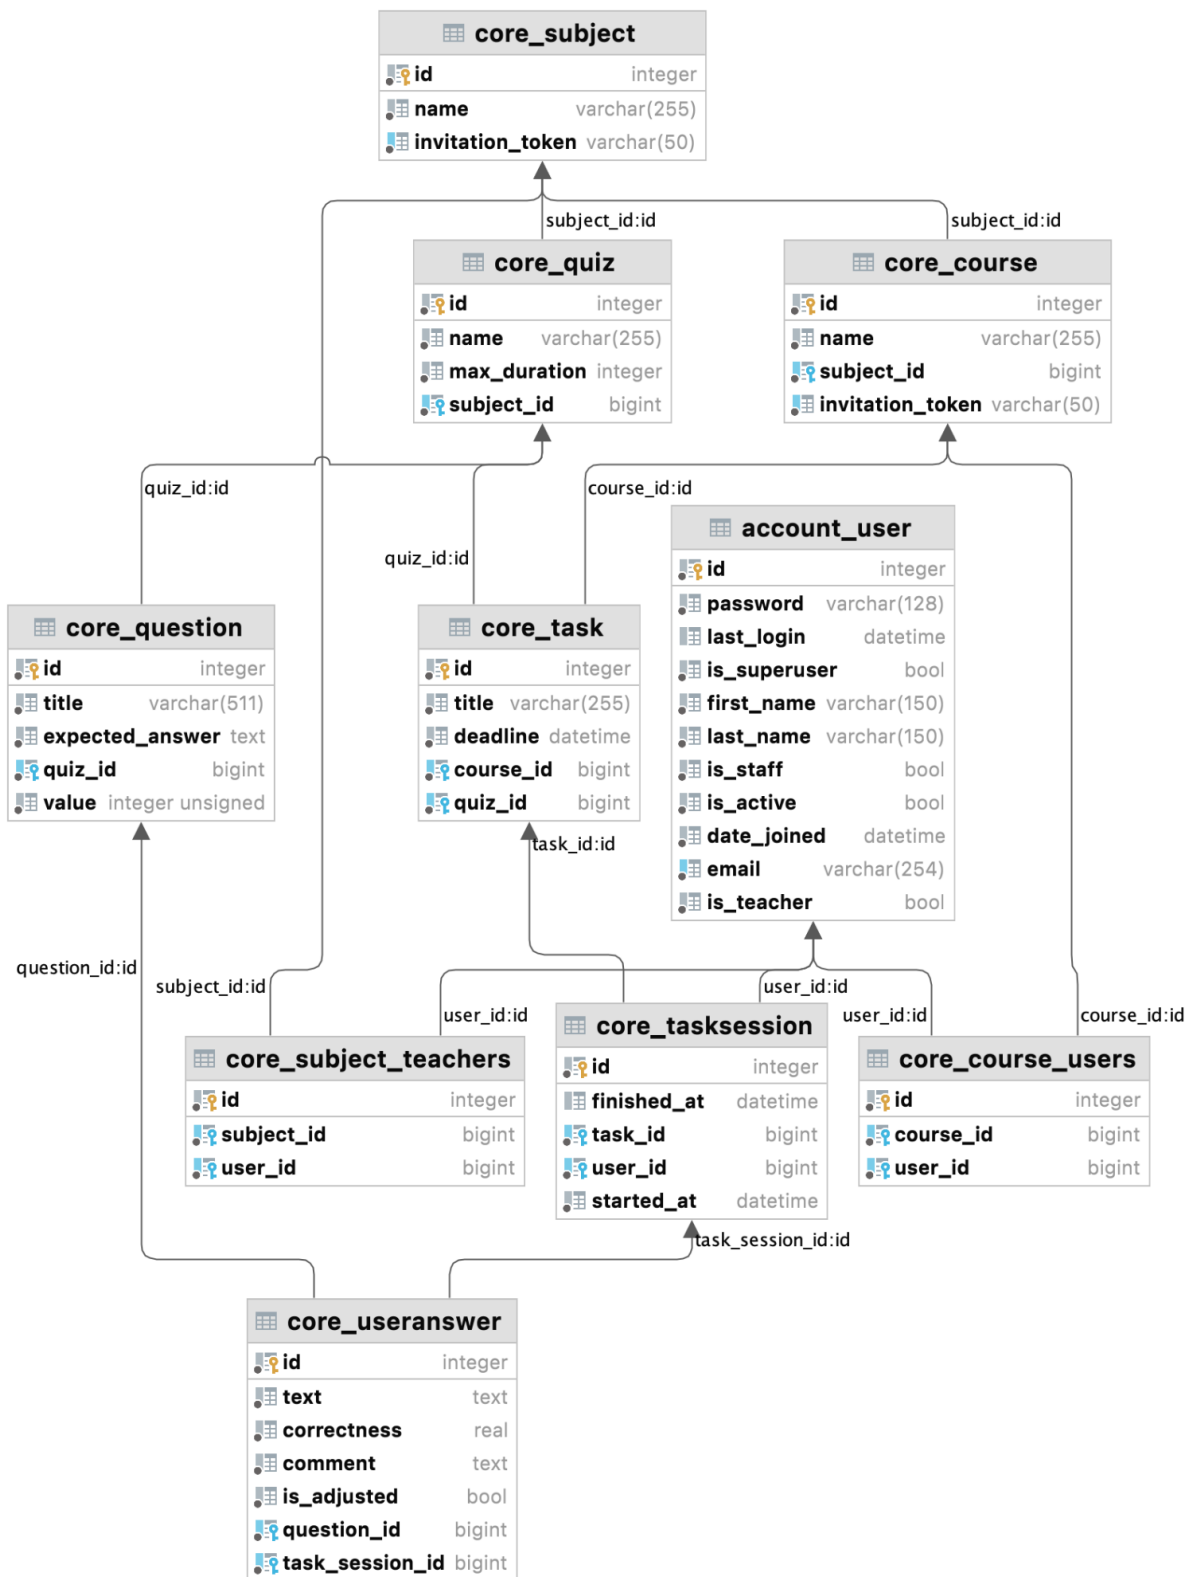 core_subject
id integer
name varchar(255)
invitation_token varchar(50)
subject_id:id
subject_id:id
core_quiz
id integer
name varchar(255)
max_duration integer
subject_id bigint
core_course
id integer
name varchar(255)
subject_id bigint
invitation_token varchar(50)
quiz_id:id
course_id:id
quiz_id:id
account_user
id integer
password varchar(128)
last_login datetime
is_superuser bool
first_name varchar(150)
last_name varchar(150)
is_staff bool
is_active bool
date_joined datetime
email varchar(254)
is_teacher bool
core_question
id integer
title varchar(511)
expected_answer text
quiz_id bigint
value integer unsigned
core_task
id integer
title varchar(255)
deadline datetime
course_id bigint
quiz_id bigint
task_id:id
question_id:id
subject_id:id
user_id:id
user_id:id
user_id:id
course_id:id
core_subject_teachers
id integer
subject_id bigint
user_id bigint
core_tasksession
id integer
finished_at datetime
task_id bigint
user_id bigint
started_at datetime
core_course_users
id integer
course_id bigint
user_id bigint
task_session_id:id
core_useranswer
id integer
text text
correctness real
comment text
is_adjusted bool
question_id bigint
task_session_id bigint